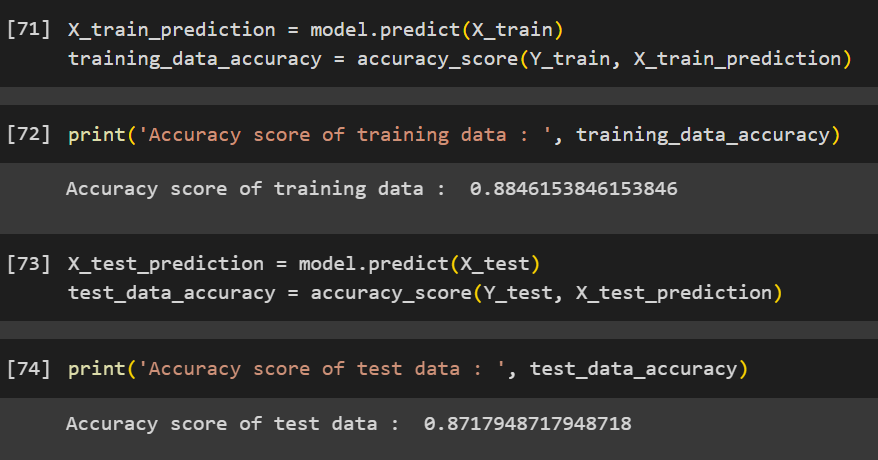 [71] X_train_prediction = model.predict(X_train)
training_data_accuracy = accuracy_score(Y_train, X_train_prediction)
[72] print('Accuracy score of training data : ', training_data_accuracy)
Accuracy score of training data :  0.8846153846153846
[73] X_test_prediction = model.predict(X_test)
test_data_accuracy = accuracy_score(Y_test, X_test_prediction)
[74] print('Accuracy score of test data : ', test_data_accuracy)
Accuracy score of test data :  0.8717948717948718